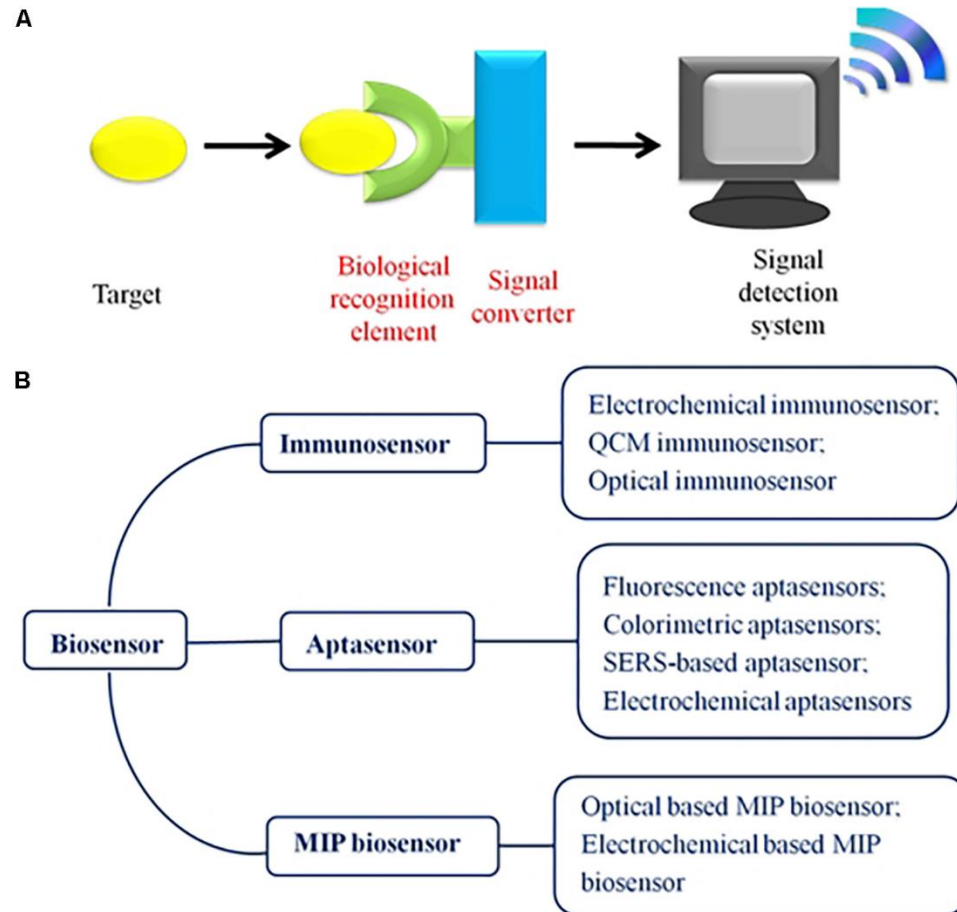 A
Target
Biological
recognition
element
Signal
converter
Signal
detection
system
B
Biosensor
Immunosensor
Electrochemical immunosensor;
QCM immunosensor;
Optical immunosensor
Aptasensor
Fluorescence aptasensors;
Colorimetric aptasensors;
SERS-based aptasensor;
Electrochemical aptasensors
MIP biosensor
Optical based MIP biosensor;
Electrochemical based MIP
biosensor